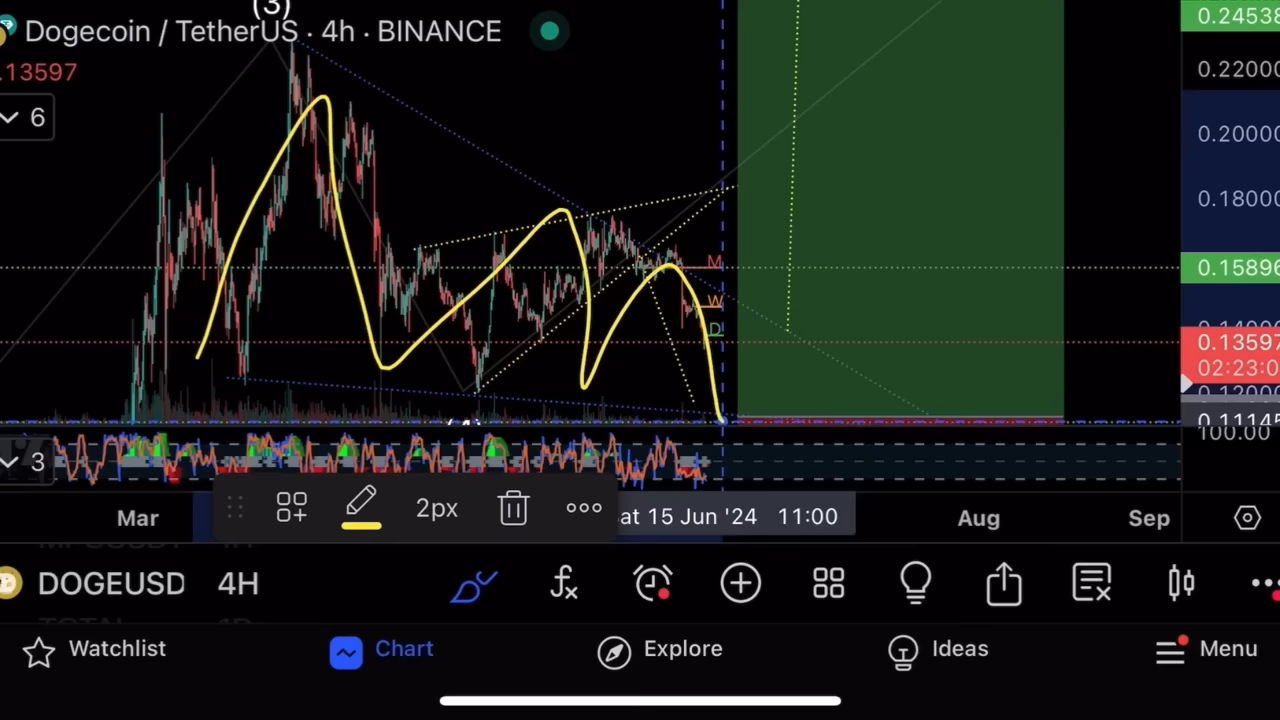 (3)
Dogecoin / TetherUS · 4h · BINANCE
.13597
6
0.24538
0.22000
0.20000
0.18000
M
0.15896
W
D
0.13597
02:23:0
0.12000
0.11145
100.00
3
2px
at 15 Jun '24 11:00
Mar
Aug
Sep
DOGEUSD 4H
Watchlist
Chart
Explore
Ideas
Menu